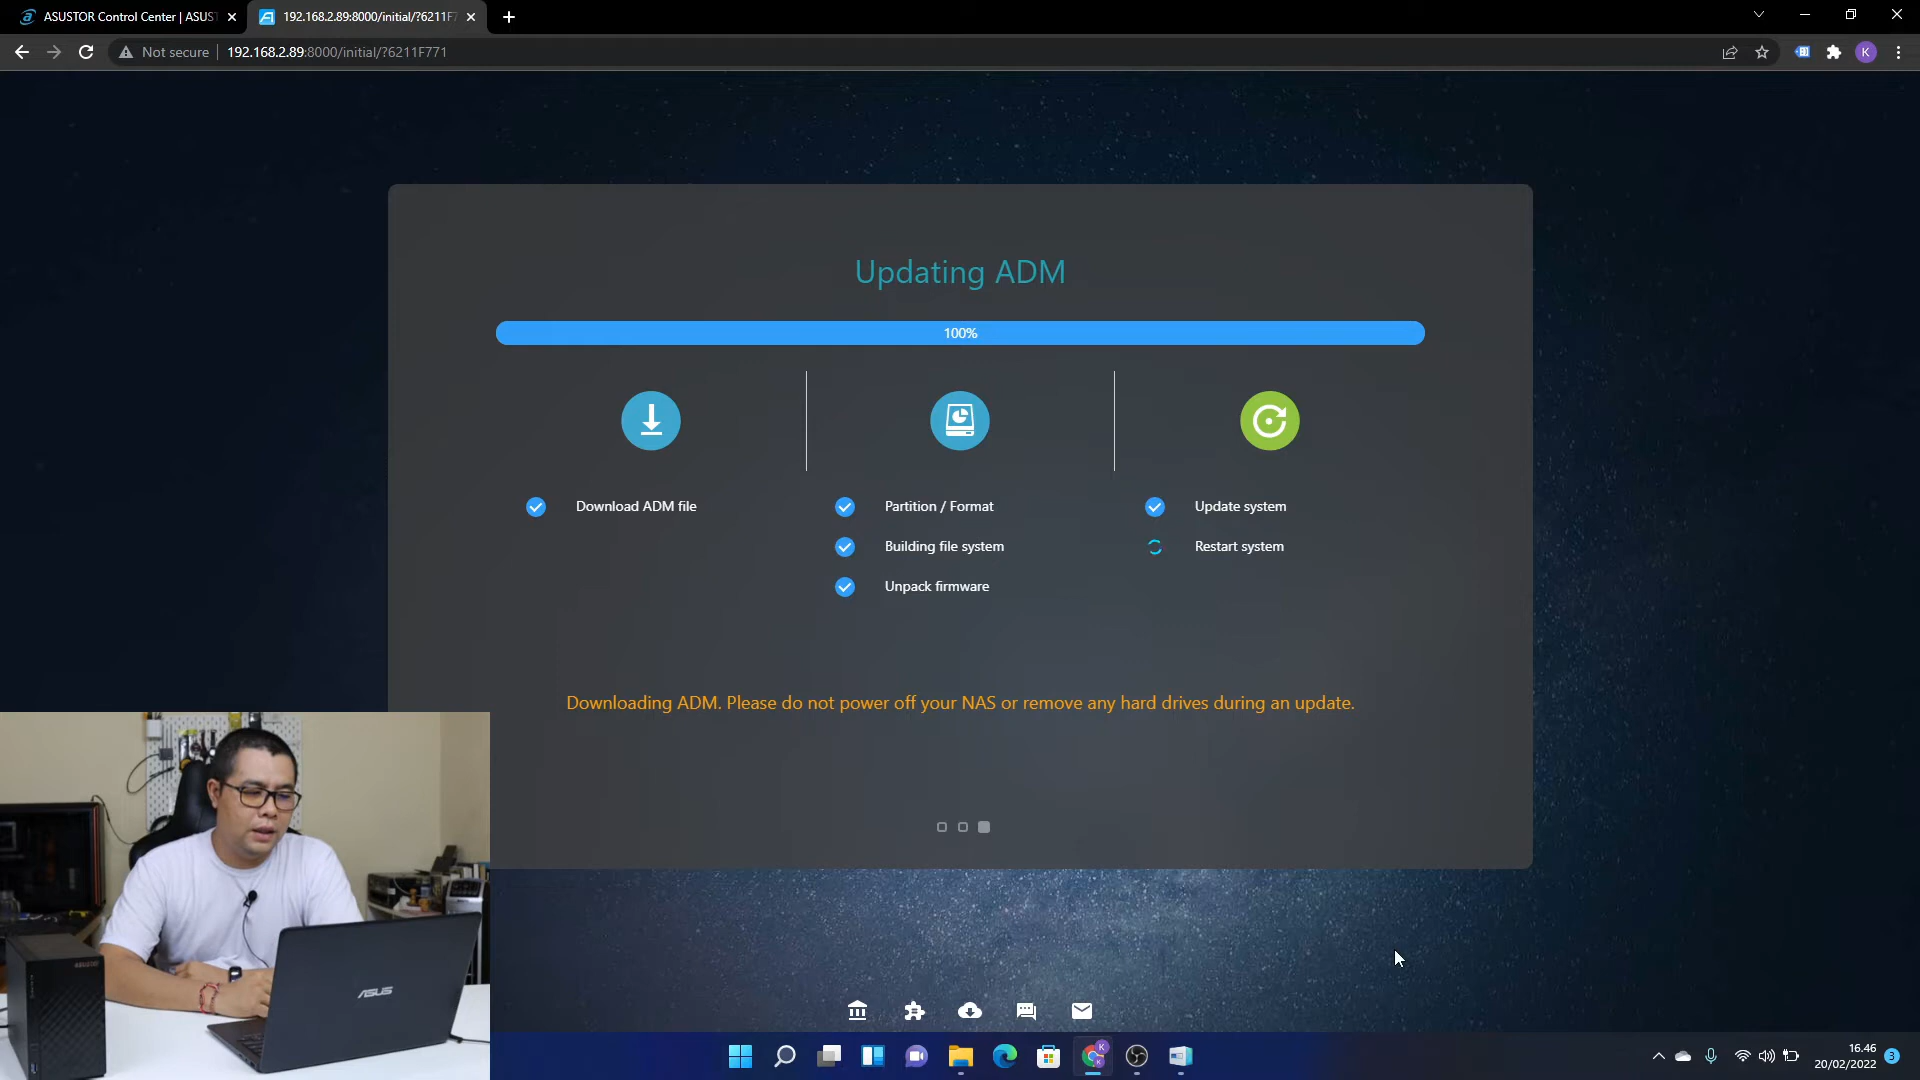 ASUSTOR Control Center | ASUST
192.168.2.89:8000/initial/?6211F7
Not secure
192.168.2.89:8000/initial/?6211F771
K
Updating ADM
100%
Download ADM file
Partition / Format
Update system
Building file system
Restart system
Unpack firmware
Downloading ADM. Please do not power off your NAS or remove any hard drives during an update.
ASUS
K
16.46
20/02/2022
3